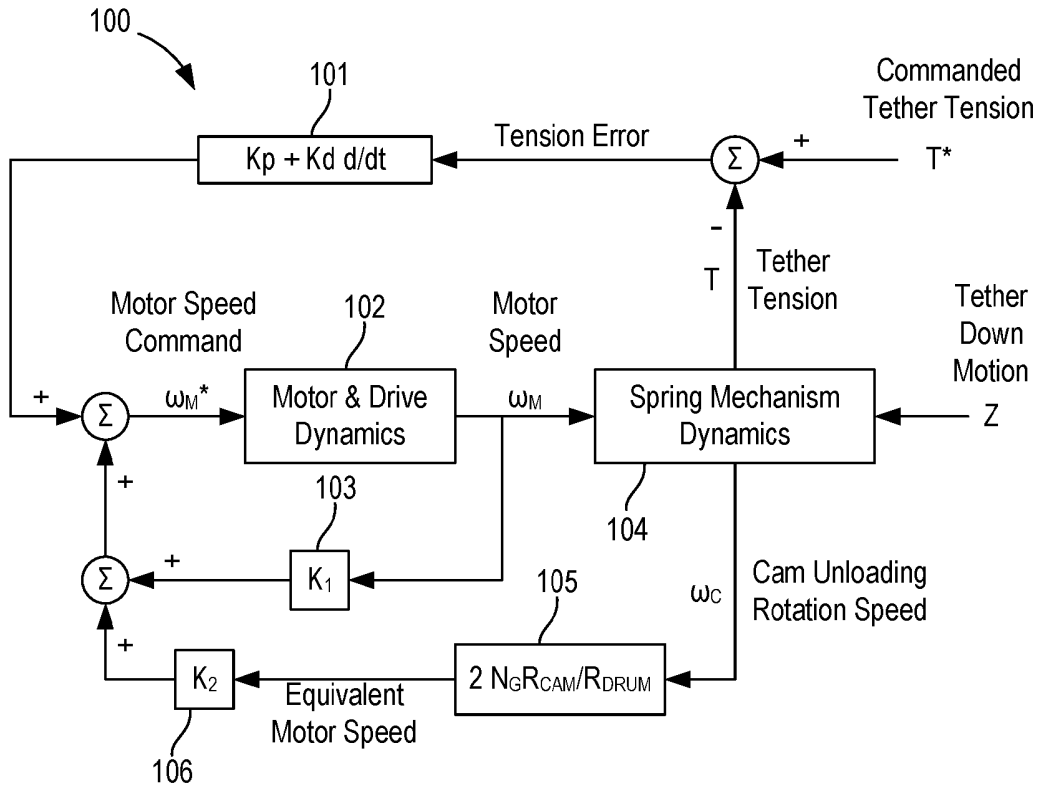 100
101
Commanded
Tether Tension
Kp + Kd d/dt
Tension Error
Σ
+
T*
-
T
Tether
Tension
Motor Speed
Command
102
Motor
Speed
Tether
Down
Motion
+
Σ
ωM*
Motor & Drive
Dynamics
ωM
Spring Mechanism
Dynamics
Z
+
103
104
Σ
+
K1
105
ωC
Cam Unloading
Rotation Speed
+
K2
Equivalent
Motor Speed
2 NGRCAM/RDRUM
106